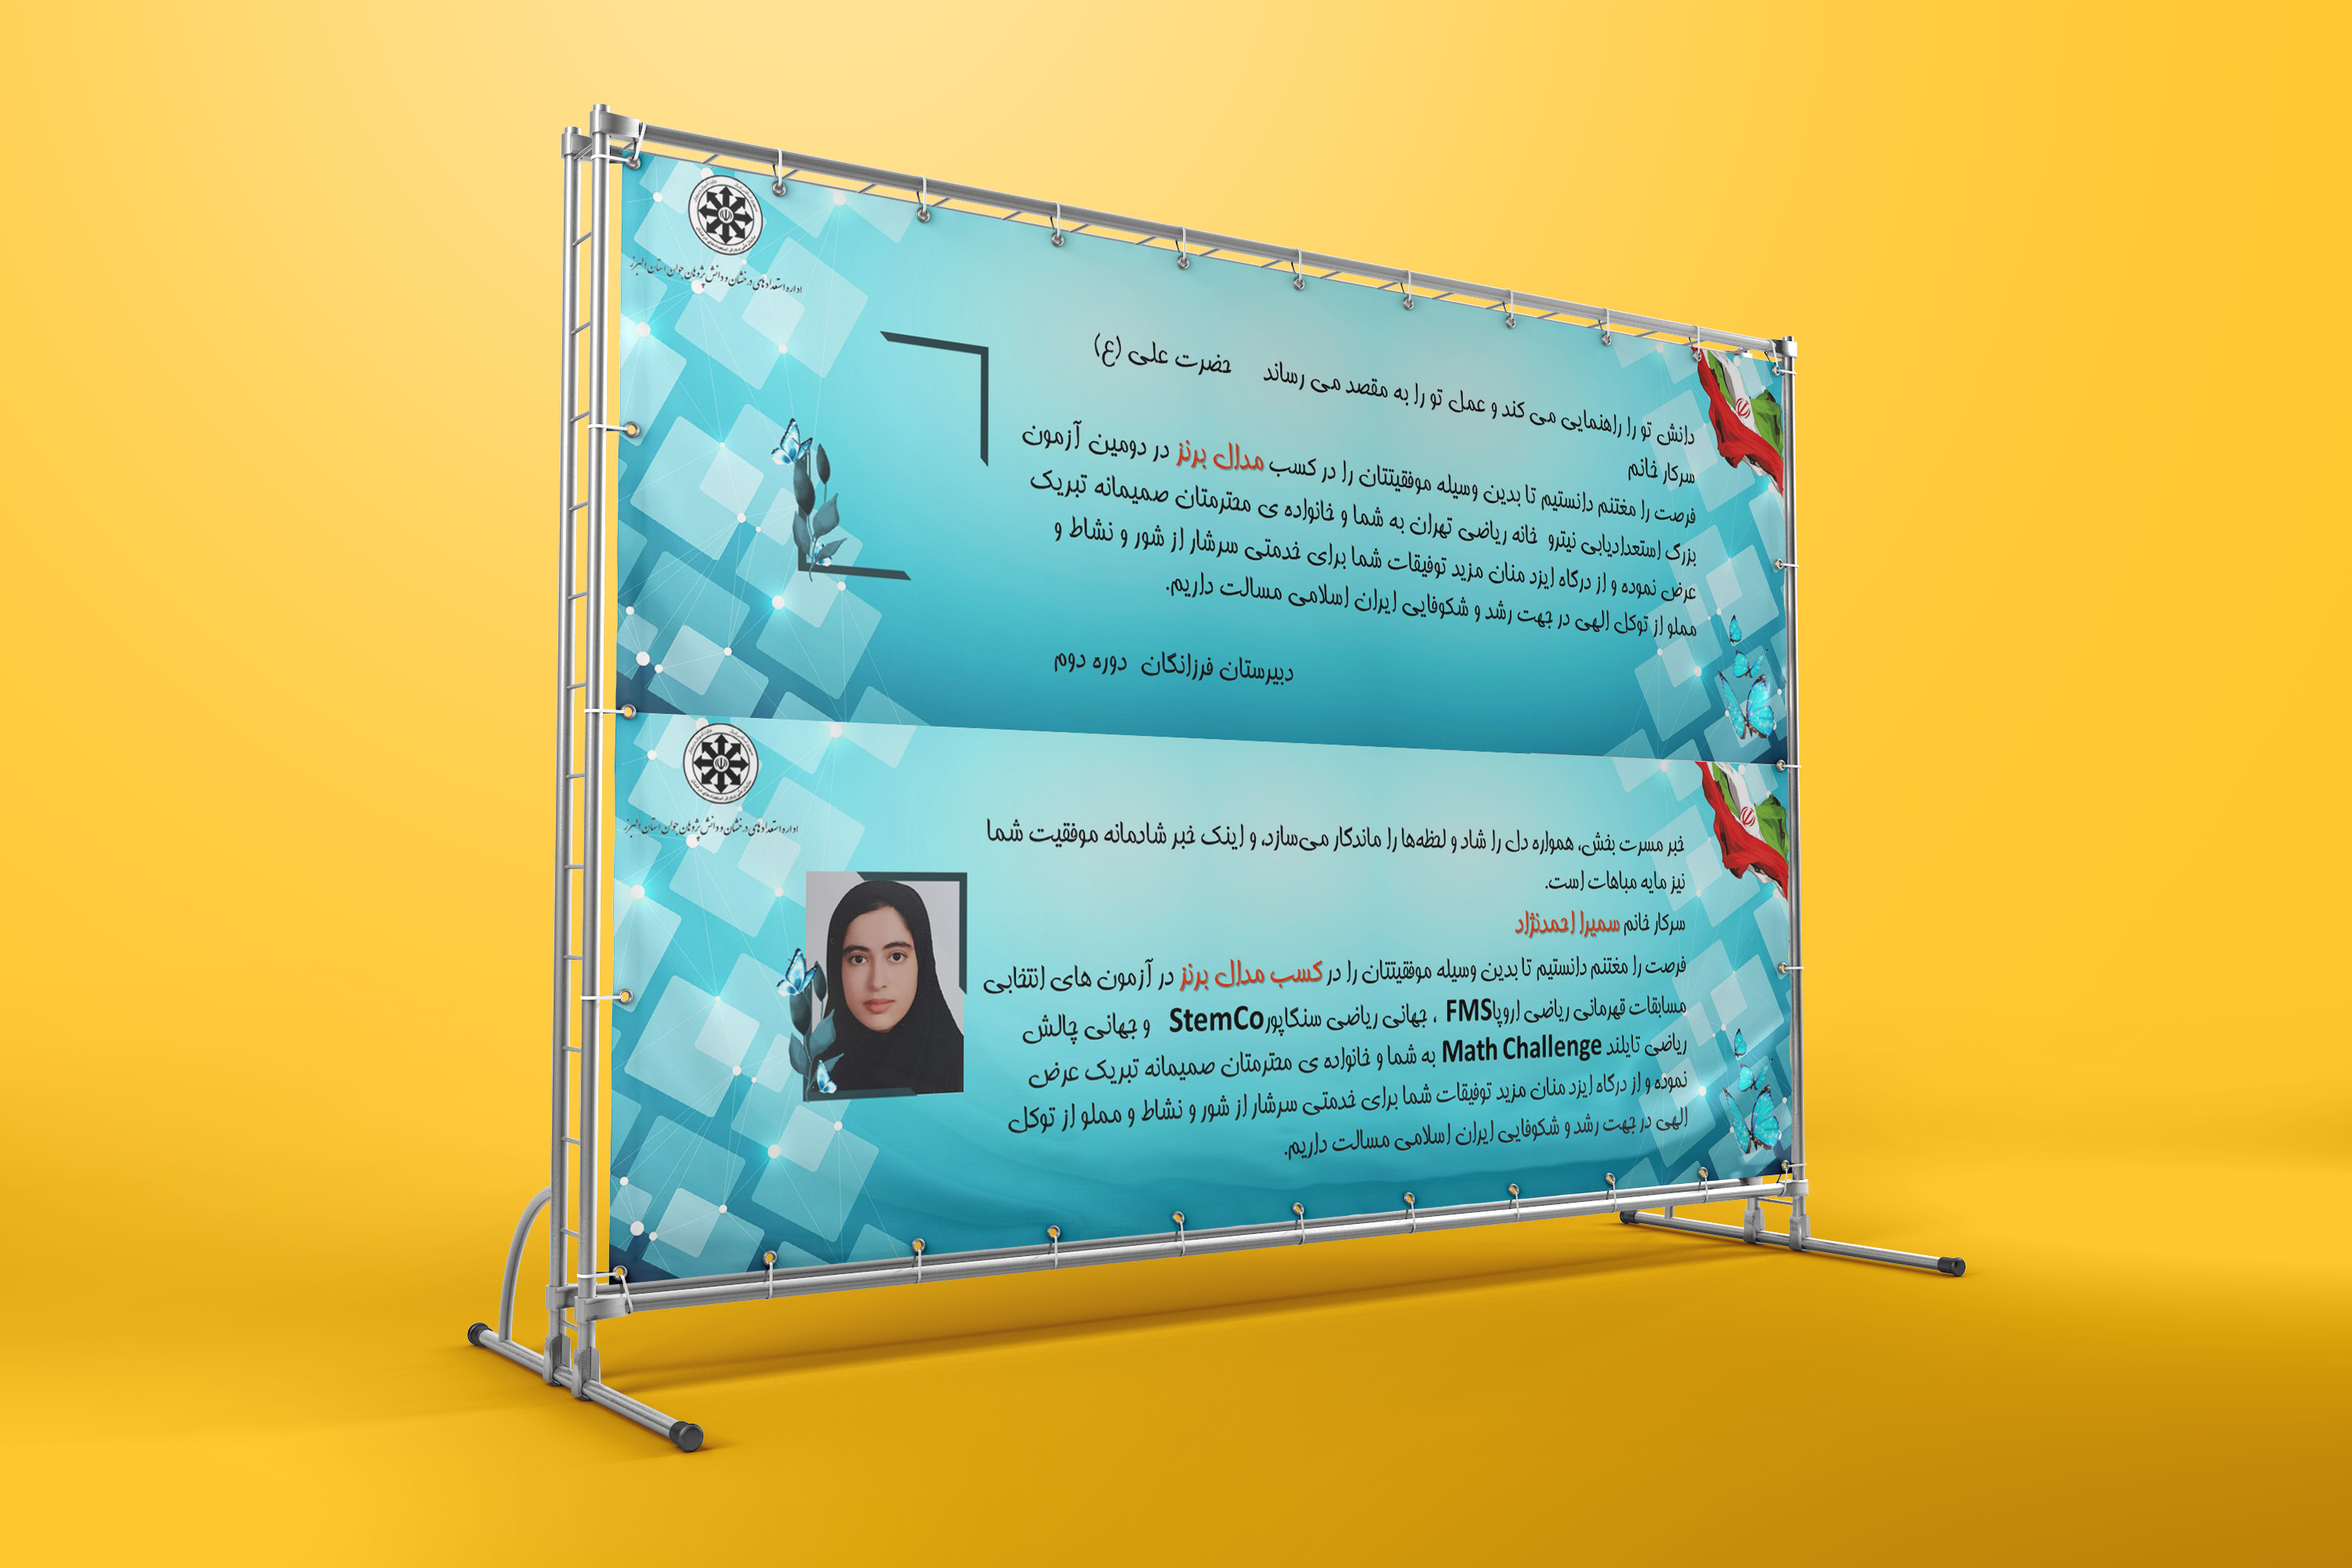 اداره استعدادهای درخشان و دانش پژوهان جوان استان البرز
دانش تو را راهنمایی می کند و عمل تو را به مقصد می رساند حضرت علی (ع)
سرکار خانم
فرصت را مغتنم دانستیم تا بدین وسیله موفقیتتان را در کسب مدال برنز در دومین آزمون
بزرگ استعدادیابی نیترو خانه ریاضی تهران به شما و خانواده ی محترمتان صمیمانه تبریک
عرض نموده و از درگاه ایزد منان مزید توفیقات شما برای خدمتی سرشار از شور و نشاط و
مملو از توکل الهی در جهت رشد و شکوفایی ایران اسلامی مسالت داریم.
دبیرستان فرزانگان دوره دوم
اداره استعدادهای درخشان و دانش پژوهان جوان استان البرز
خبر مسرت بخش، همواره دل را شاد و لحظه‌ها را ماندگار می‌سازد، و اینک خبر شادمانه موفقیت شما
نیز مایه مباهات است.
سرکار خانم سمیرا احمدنژاد
فرصت را مغتنم دانستیم تا بدین وسیله موفقیتتان را در کسب مدال برنز در آزمون های انتخابی
مسابقات قهرمانی ریاضی اروپاFMS ، جهانی ریاضی سنگاپورStemCo و جهانی چالش
ریاضی تایلند Math Challenge به شما و خانواده ی محترمتان صمیمانه تبریک عرض
نموده و از درگاه ایزد منان مزید توفیقات شما برای خدمتی سرشار از شور و نشاط و مملو از توکل
الهی در جهت رشد و شکوفایی ایران اسلامی مسالت داریم.